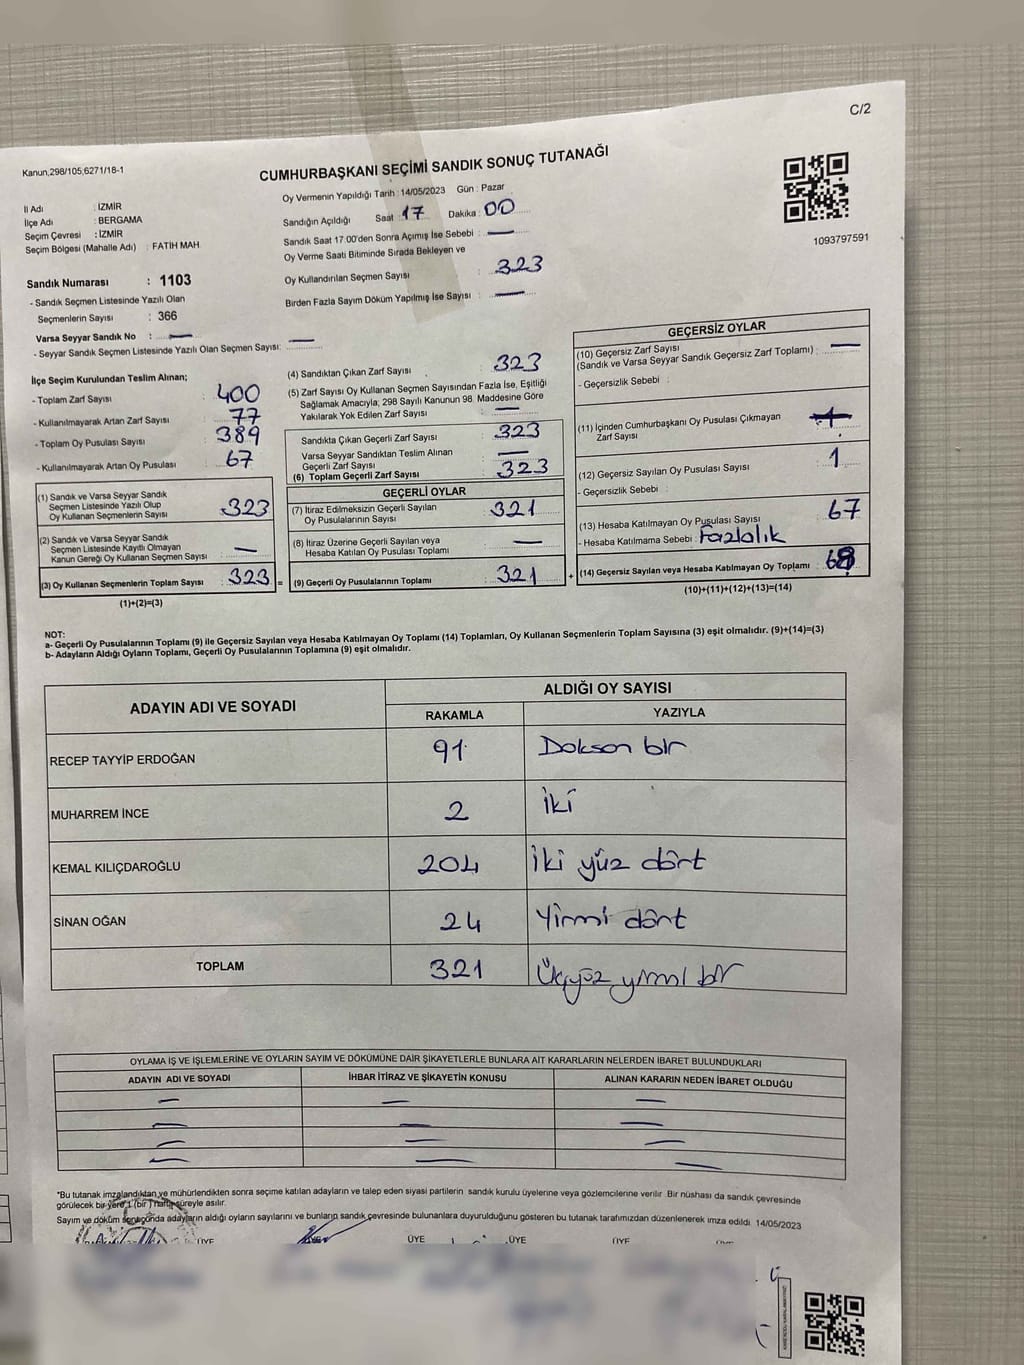 C/2
Kanun,298/105,6271/18-1
CUMHURBAŞKANI SEÇİMİ SANDIK SONUÇ TUTANAĞI
İl Adı : İZMİR
İlçe Adı : BERGAMA
Seçim Çevresi : İZMİR
Seçim Bölgesi (Mahalle Adı) : FATİH MAH
Oy Vermenin Yapıldığı Tarih : 14/05/2023 Gün : Pazar
Sandığın Açıldığı Saat 17 Dakika : 00
Sandık Saat 17:00'den Sonra Açımış İse Sebebi : —
Oy Verme Saati Bitiminde Sırada Bekleyen ve
Oy Kullandırılan Seçmen Sayısı : 323
Birden Fazla Sayım Döküm Yapılmış İse Sayısı : —
1093797591
Sandık Numarası : 1103
- Sandık Seçmen Listesinde Yazılı Olan
Seçmenlerin Sayısı : 366
Varsa Seyyar Sandık No : —
- Seyyar Sandık Seçmen Listesinde Yazılı Olan Seçmen Sayısı: —
İlçe Seçim Kurulundan Teslim Alınan;
- Toplam Zarf Sayısı : 400
- Kullanılmayarak Artan Zarf Sayısı : 77
- Toplam Oy Pusulası Sayısı : 389
- Kullanılmayarak Artan Oy Pusulası : 67
(1) Sandık ve Varsa Seyyar Sandık
Seçmen Listesinde Yazılı Olup
Oy Kullanan Seçmenlerin Sayısı : 323
(2) Sandık ve Varsa Seyyar Sandık
Seçmen Listesinde Kayıtlı Olmayan
Kanun Gereği Oy Kullanan Seçmen Sayısı : —
(3) Oy Kullanan Seçmenlerin Toplam Sayısı : 323 =
(1)+(2)=(3)
(4) Sandıktan Çıkan Zarf Sayısı : 323
(5) Zarf Sayısı Oy Kullanan Seçmen Sayısından Fazla İse, Eşitliği
Sağlamak Amacıyla, 298 Sayılı Kanunun 98. Maddesine Göre
Yakılarak Yok Edilen Zarf Sayısı : —
Sandıkta Çıkan Geçerli Zarf Sayısı : 323
Varsa Seyyar Sandıktan Teslim Alınan
Geçerli Zarf Sayısı : —
(6) Toplam Geçerli Zarf Sayısı : 323
GEÇERLİ OYLAR
(7) İtiraz Edilmeksizin Geçerli Sayılan
Oy Pusulalarının Sayısı : 321
(8) İtiraz Üzerine Geçerli Sayılan veya
Hesaba Katılan Oy Pusulası Toplamı : —
(9) Geçerli Oy Pusulalarının Toplamı : 321 +
GEÇERSİZ OYLAR
(10) Geçersiz Zarf Sayısı
(Sandık ve Varsa Seyyar Sandık Geçersiz Zarf Toplamı) : —
- Geçersizlik Sebebi :
(11) İçinden Cumhurbaşkanı Oy Pusulası Çıkmayan
Zarf Sayısı :
(12) Geçersiz Sayılan Oy Pusulası Sayısı : 1
- Geçersizlik Sebebi :
(13) Hesaba Katılmayan Oy Pusulası Sayısı : 67
- Hesaba Katılmama Sebebi : Fazlalık
(14) Geçersiz Sayılan veya Hesaba Katılmayan Oy Toplamı : 68
(10)+(11)+(12)+(13)=(14)
NOT:
a- Geçerli Oy Pusulalarının Toplamı (9) ile Geçersiz Sayılan veya Hesaba Katılmayan Oy Toplamı (14) Toplamları, Oy Kullanan Seçmenlerin Toplam Sayısına (3) eşit olmalıdır. (9)+(14)=(3)
b- Adayların Aldığı Oyların Toplamı, Geçerli Oy Pusulalarının Toplamına (9) eşit olmalıdır.
ADAYIN ADI VE SOYADI ALDIĞI OY SAYISI
RAKAMLA YAZIYLA
RECEP TAYYİP ERDOĞAN 91 Doksan bir
MUHARREM İNCE 2 İki
KEMAL KILIÇDAROĞLU 204 İki yüz dört
SİNAN OĞAN 24 Yirmi dört
TOPLAM 321 Üçyüz yirmi bir
OYLAMA İŞ VE İŞLEMLERİNE VE OYLARIN SAYIM VE DÖKÜMÜNE DAİR ŞİKAYETLERLE BUNLARA AİT KARARLARIN NELERDEN İBARET BULUNDUKLARI
ADAYIN ADI VE SOYADI İHBAR İTİRAZ VE ŞİKAYETİN KONUSU ALINAN KARARIN NEDEN İBARET OLDUĞU
— — —
— — —
— — —
— — —
*Bu tutanak imzalandıktan ve mühürlendikten sonra seçime katılan adayların ve talep eden siyasi partilerin sandık kurulu üyelerine veya gözlemcilerine verilir. Bir nüshası da sandık çevresinde
görülecek bir yere 1 (bir) hafta süreyle asılır.
Sayım ve döküm sonucunda adayların aldığı oyların sayılarını ve bunların sandık çevresinde bulunanlara duyurulduğunu gösteren bu tutanak tarafımızdan düzenlenerek imza edildi. 14/05/2023
ÜYE ÜYE ÜYE ÜYE ÜYE